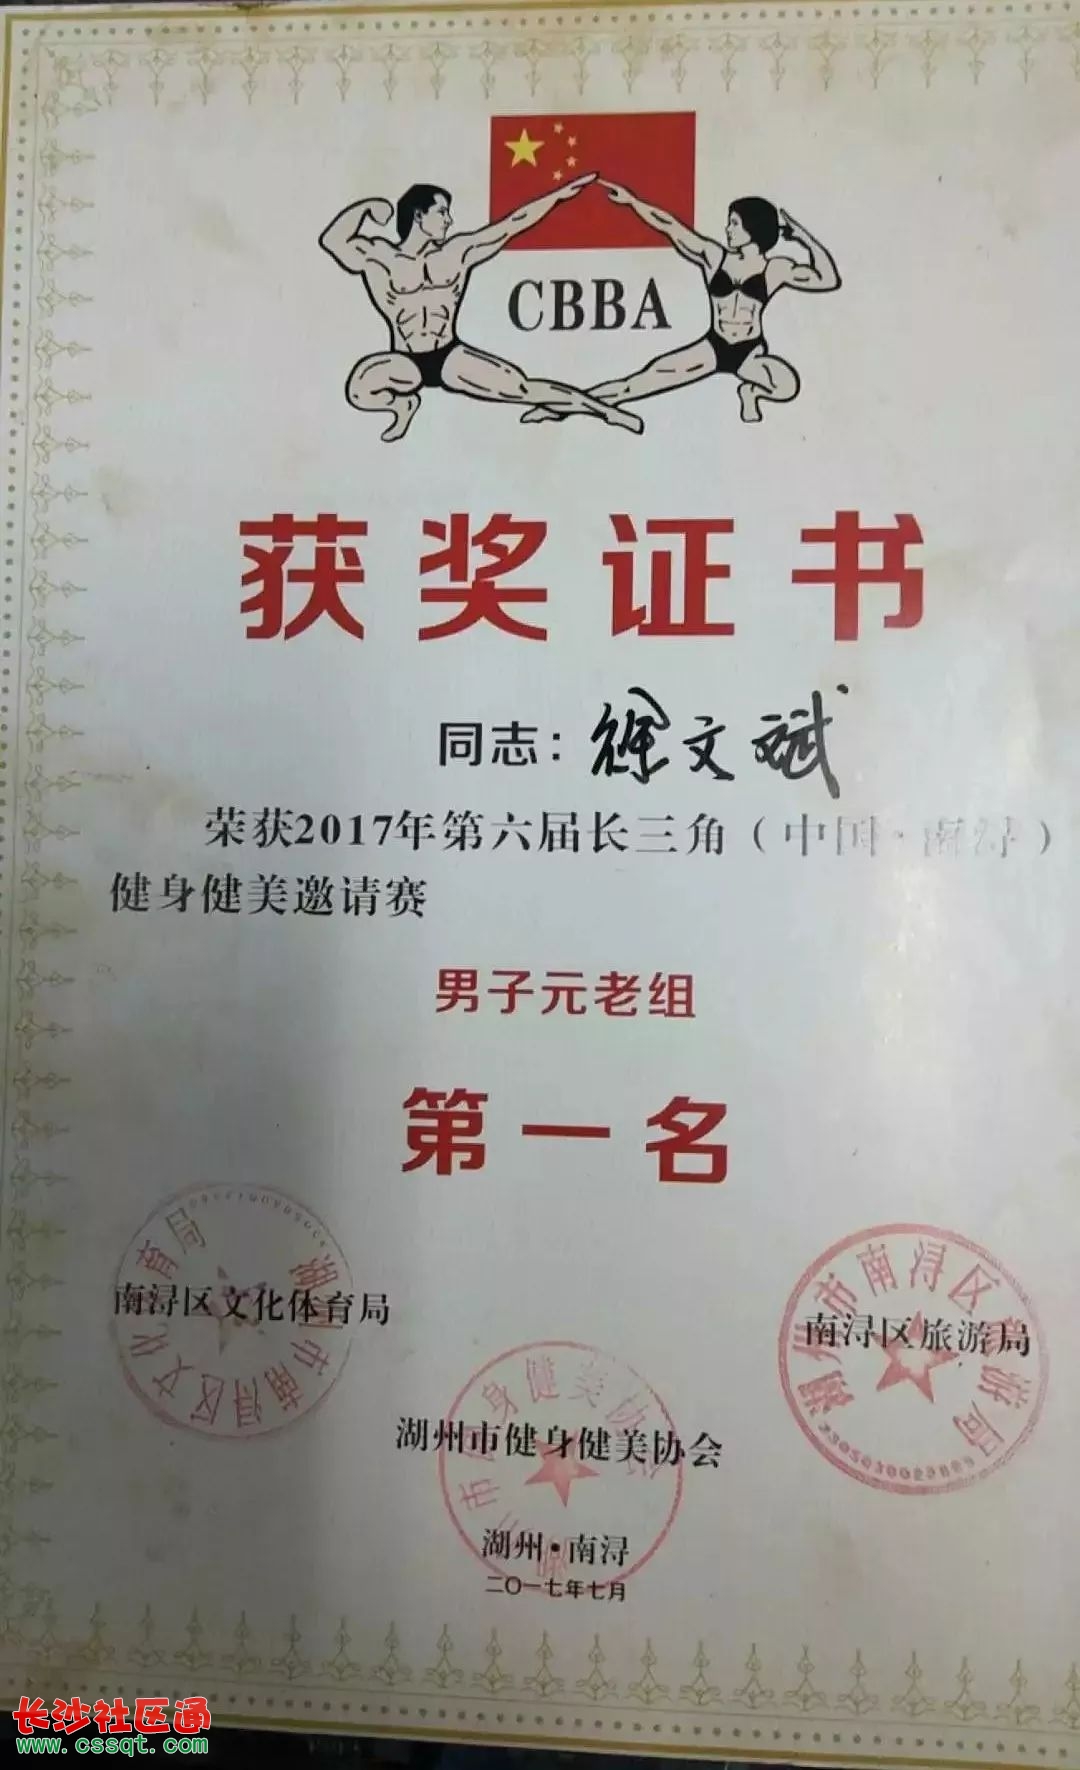 CBBA
获奖证书
同志：徐文斌
荣获2017年第六届长三角（中国·南浔）
健身健美邀请赛
男子元老组
第一名
南浔区文化体育局
南浔区旅游局
湖州市健身健美协会
湖州·南浔
二〇一七年七月
长沙社区通
www.cssqt.com